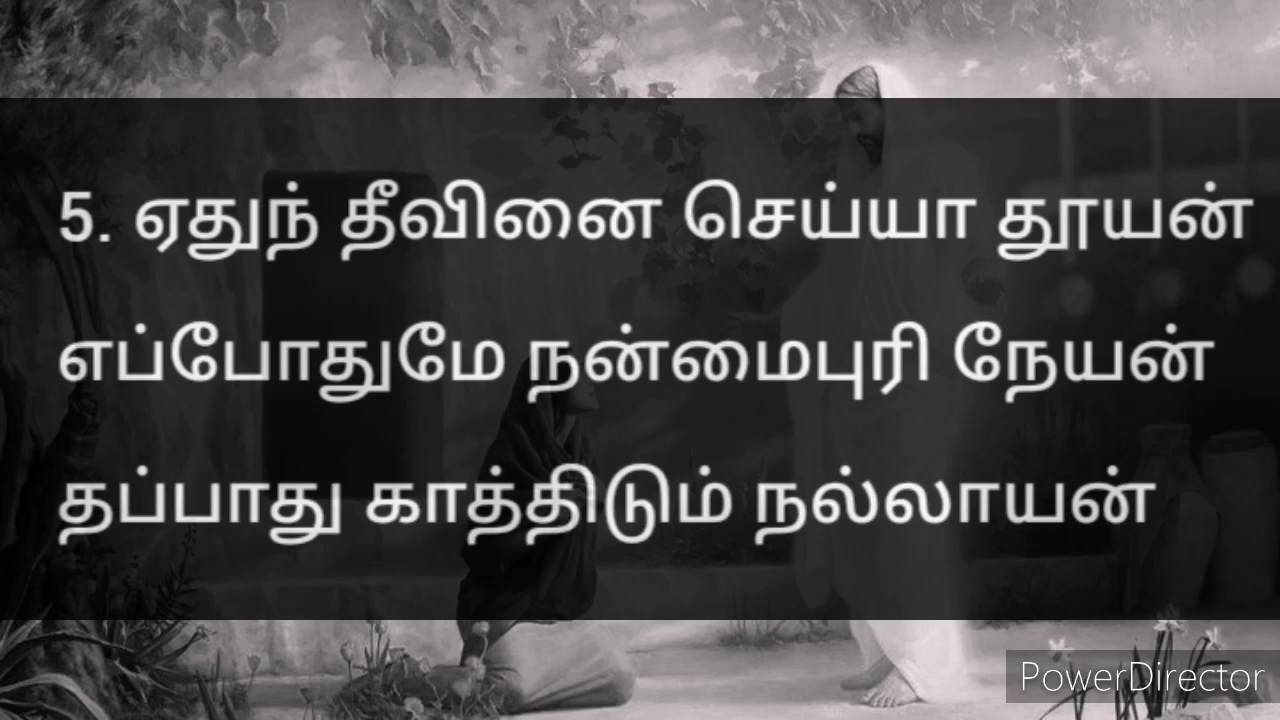 5. ஏதுந் தீவினை செய்யா தூயன்
எப்போதுமே நன்மைபுரி நேயன்
தப்பாது காத்திடும் நல்லாயன்
PowerDirector